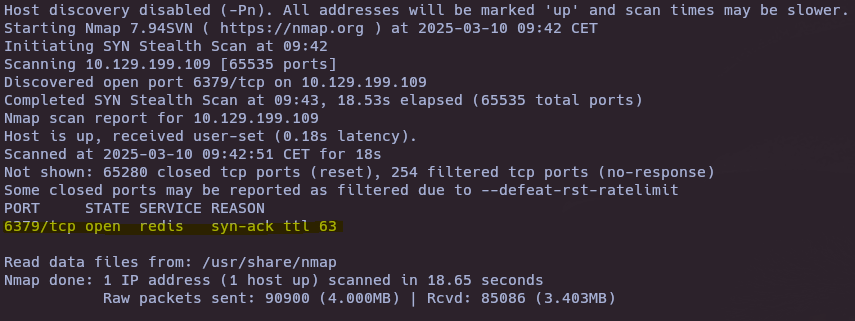 Host discovery disabled (-Pn). All addresses will be marked 'up' and scan times may be slower.
Starting Nmap 7.94SVN ( https://nmap.org ) at 2025-03-10 09:42 CET
Initiating SYN Stealth Scan at 09:42
Scanning 10.129.199.109 [65535 ports]
Discovered open port 6379/tcp on 10.129.199.109
Completed SYN Stealth Scan at 09:43, 18.53s elapsed (65535 total ports)
Nmap scan report for 10.129.199.109
Host is up, received user-set (0.18s latency).
Scanned at 2025-03-10 09:42:51 CET for 18s
Not shown: 65280 closed tcp ports (reset), 254 filtered tcp ports (no-response)
Some closed ports may be reported as filtered due to --defeat-rst-ratelimit
PORT     STATE SERVICE REASON
6379/tcp open  redis   syn-ack ttl 63
Read data files from: /usr/share/nmap
Nmap done: 1 IP address (1 host up) scanned in 18.65 seconds
           Raw packets sent: 90900 (4.000MB) | Rcvd: 85086 (3.403MB)